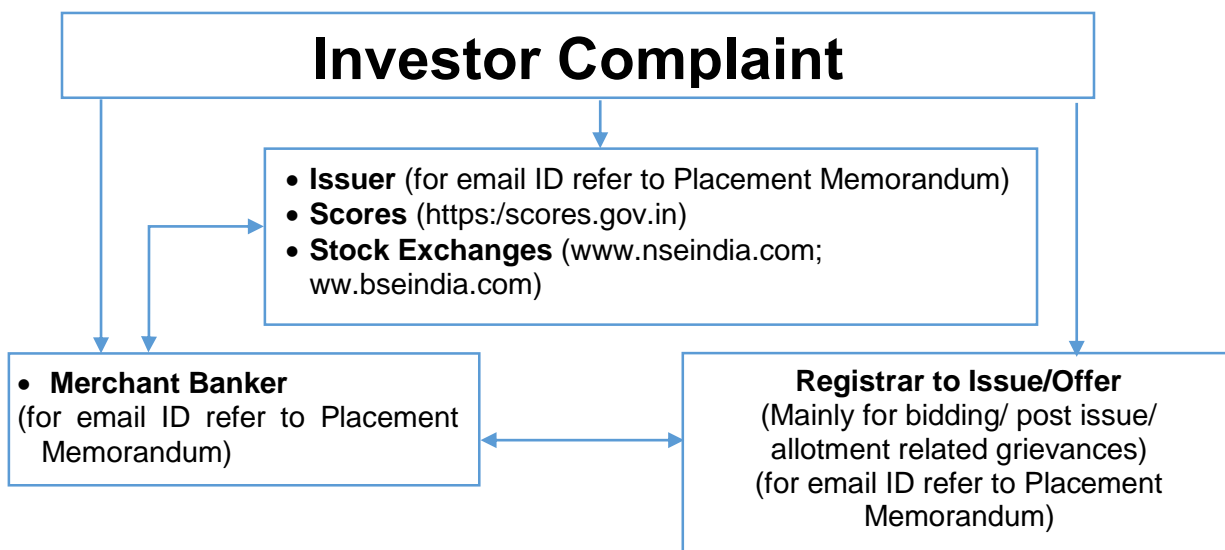 Investor Complaint
• Issuer (for email ID refer to Placement Memorandum)
• Scores (https:/scores.gov.in)
• Stock Exchanges (www.nseindia.com;
ww.bseindia.com)
• Merchant Banker
(for email ID refer to Placement
Memorandum)
Registrar to Issue/Offer
(Mainly for bidding/ post issue/
allotment related grievances)
(for email ID refer to Placement
Memorandum)